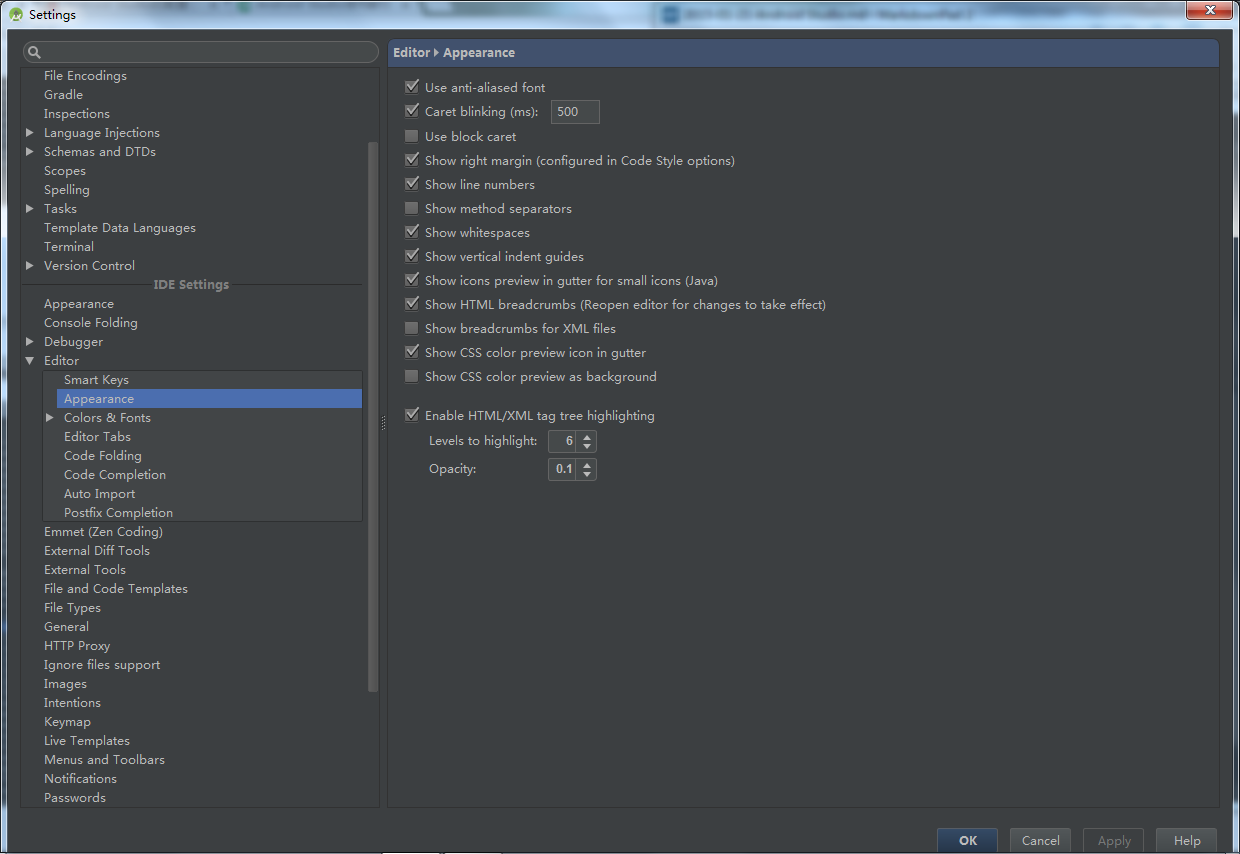 Settings
File Encodings
Gradle
Inspections
Language Injections
Schemas and DTDs
Scopes
Spelling
Tasks
Template Data Languages
Terminal
Version Control
IDE Settings
Appearance
Console Folding
Debugger
Editor
Smart Keys
Appearance
Colors & Fonts
Editor Tabs
Code Folding
Code Completion
Auto Import
Postfix Completion
Emmet (Zen Coding)
External Diff Tools
External Tools
File and Code Templates
File Types
General
HTTP Proxy
Ignore files support
Images
Intentions
Keymap
Live Templates
Menus and Toolbars
Notifications
Passwords
Editor Appearance
Use anti-aliased font
Caret blinking (ms): 500
Use block caret
Show right margin (configured in Code Style options)
Show line numbers
Show method separators
Show whitespaces
Show vertical indent guides
Show icons preview in gutter for small icons (Java)
Show HTML breadcrumbs (Reopen editor for changes to take effect)
Show breadcrumbs for XML files
Show CSS color preview icon in gutter
Show CSS color preview as background
Enable HTML/XML tag tree highlighting
Levels to highlight: 6
Opacity: 0.1
OK Cancel Apply Help